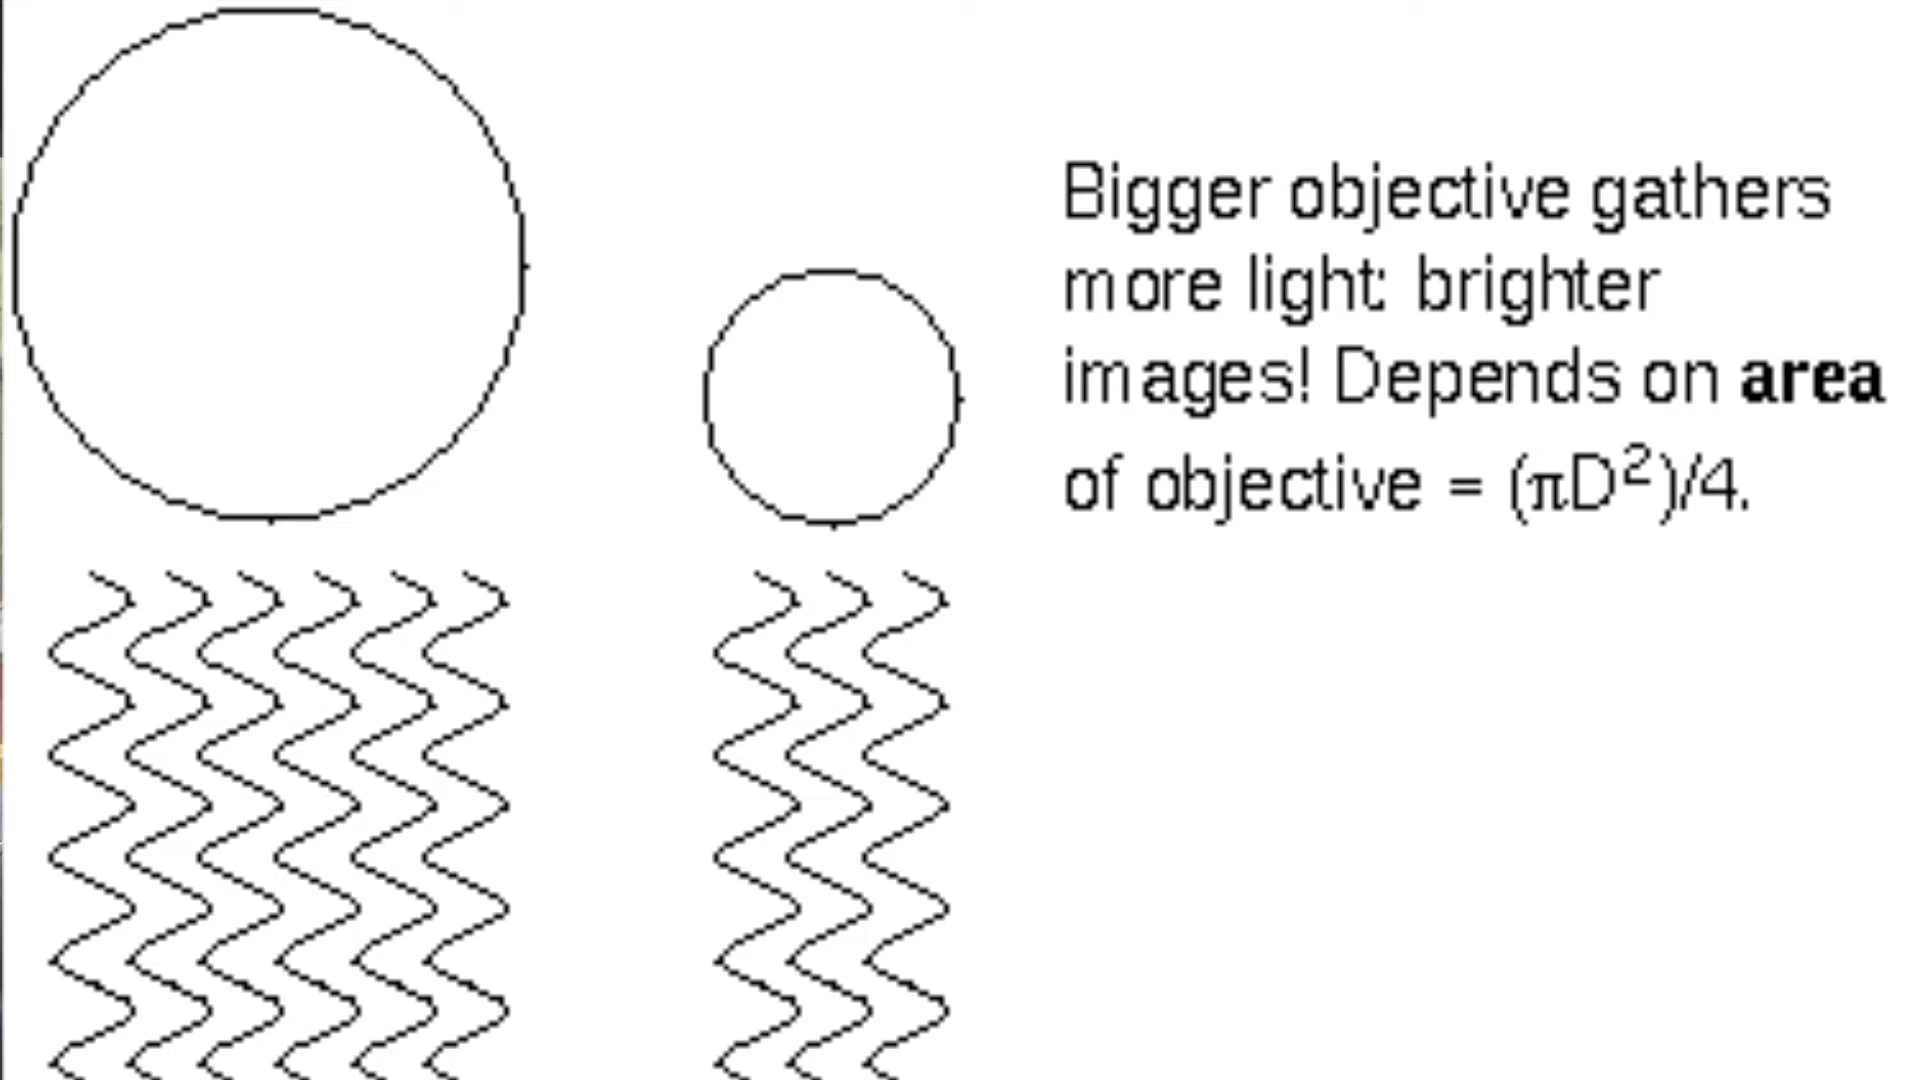 Bigger objective gathers
more light: brighter
images! Depends on area
of objective = (πD²)/4.